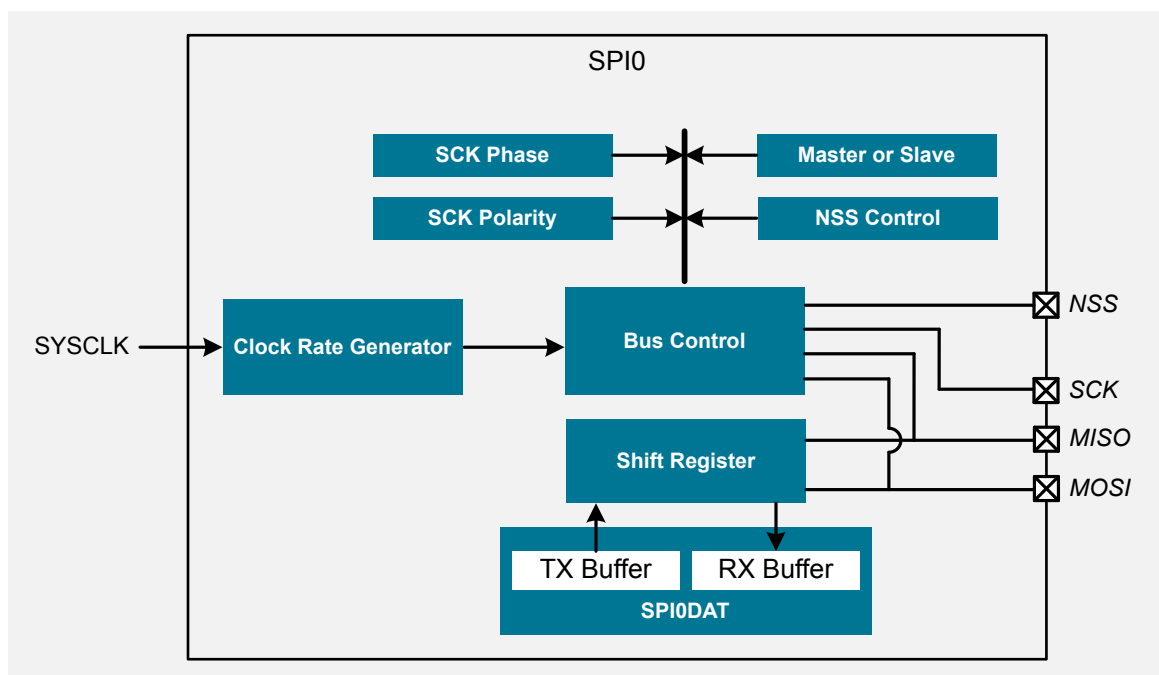 SPI0
SCK Phase
Master or Slave
SCK Polarity
NSS Control
NSS
SYSCLK
Clock Rate Generator
Bus Control
SCK
MISO
Shift Register
MOSI
TX Buffer
RX Buffer
SPI0DAT